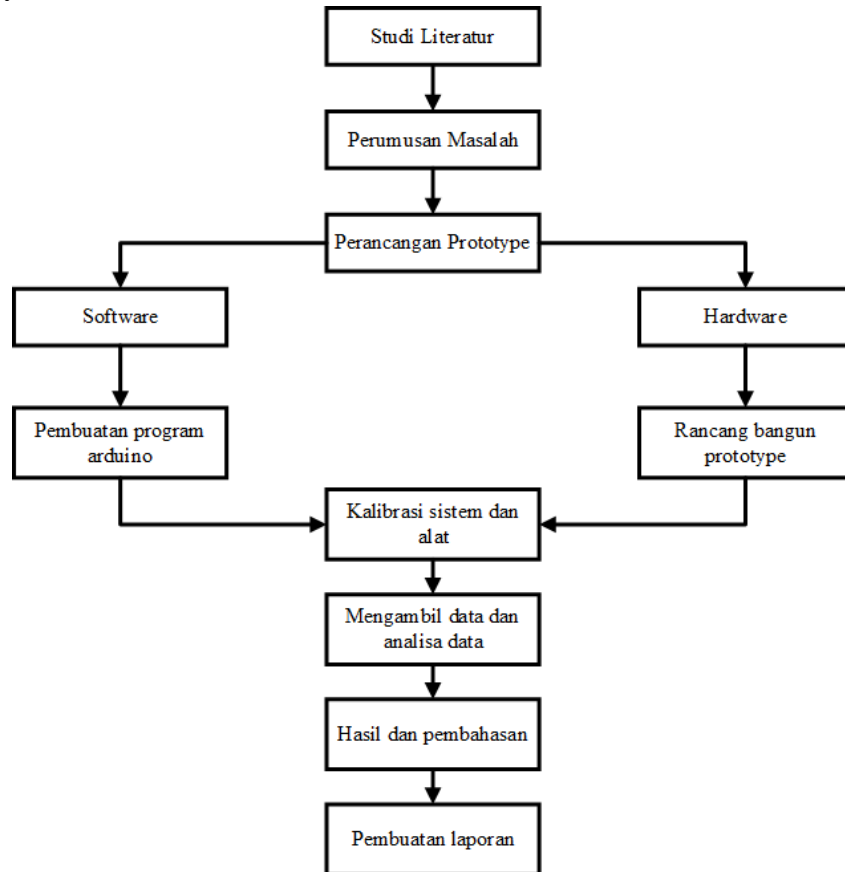 Studi Literatur
Perumusan Masalah
Perancangan Prototype
Software
Hardware
Pembuatan program
arduino
Rancang bangun
prototype
Kalibrasi sistem dan
alat
Mengambil data dan
analisa data
Hasil dan pembahasan
Pembuatan laporan